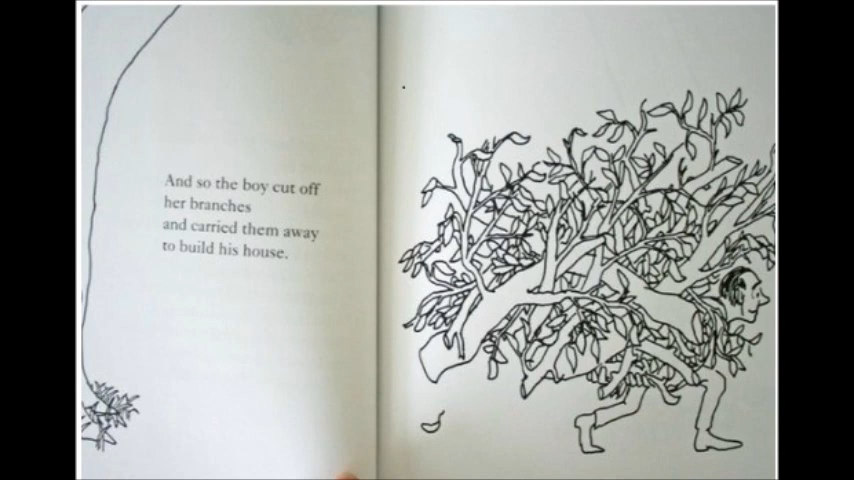 And so the boy cut off
her branches
and carried them away
to build his house.